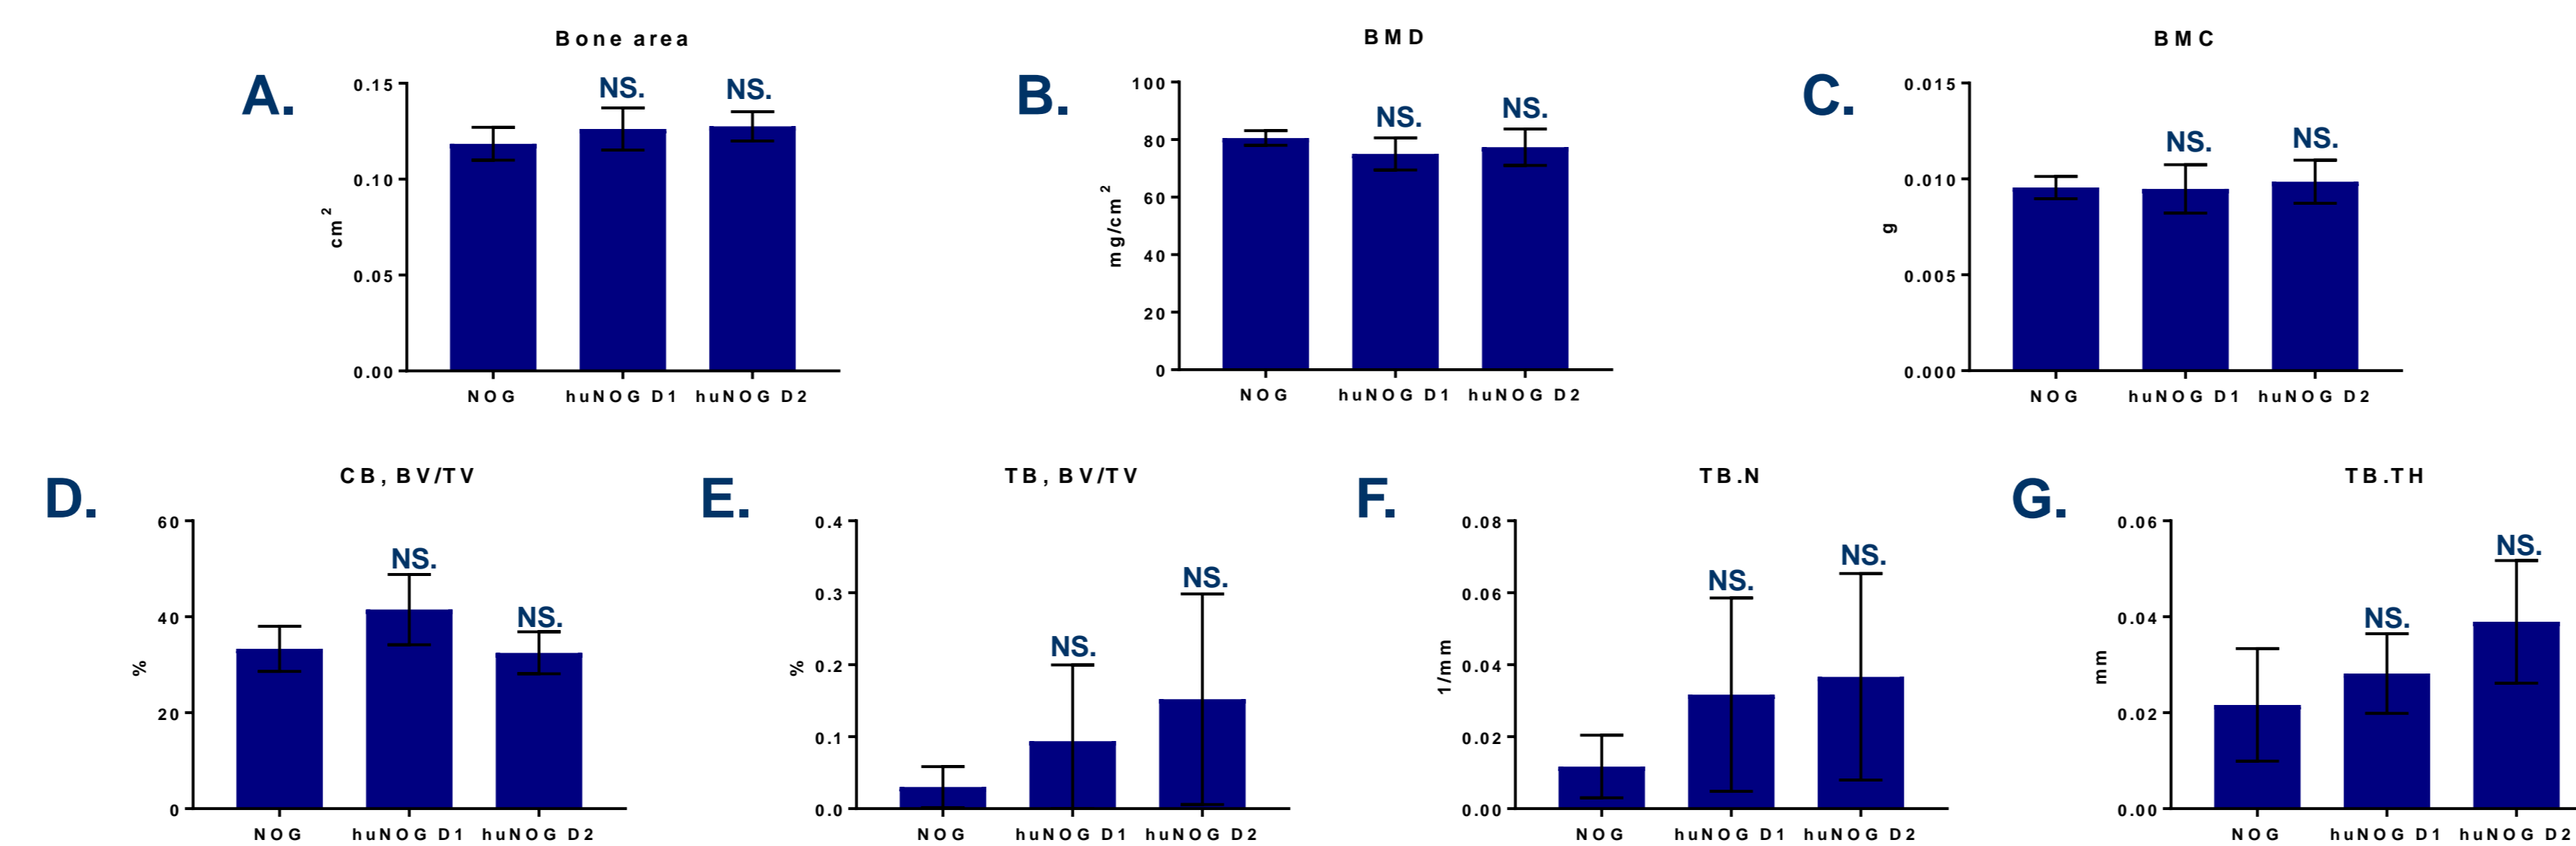 Bone area
A.
0.15
0.10
0.05
0.00
cm 2
NS.
NS.
NOG
huNOG D1
huNOG D2
BMD
B.
100
80
60
40
20
0
mg/cm 2
NS.
NS.
NOG
huNOG D1
huNOG D2
BMC
C.
0.015
0.010
0.005
0.000
g
NS.
NS.
NOG
huNOG D1
huNOG D2
CB, BV/TV
D.
60
40
20
0
%
NS.
NS.
NOG
huNOG D1
huNOG D2
TB, BV/TV
E.
0.4
0.3
0.2
0.1
0.0
%
NS.
NS.
NOG
huNOG D1
huNOG D2
TB.N
F.
0.08
0.06
0.04
0.02
0.00
1/mm
NS.
NS.
NOG
huNOG D1
huNOG D2
TB.TH
G.
0.06
0.04
0.02
0.00
mm
NS.
NS.
NOG
huNOG D1
huNOG D2